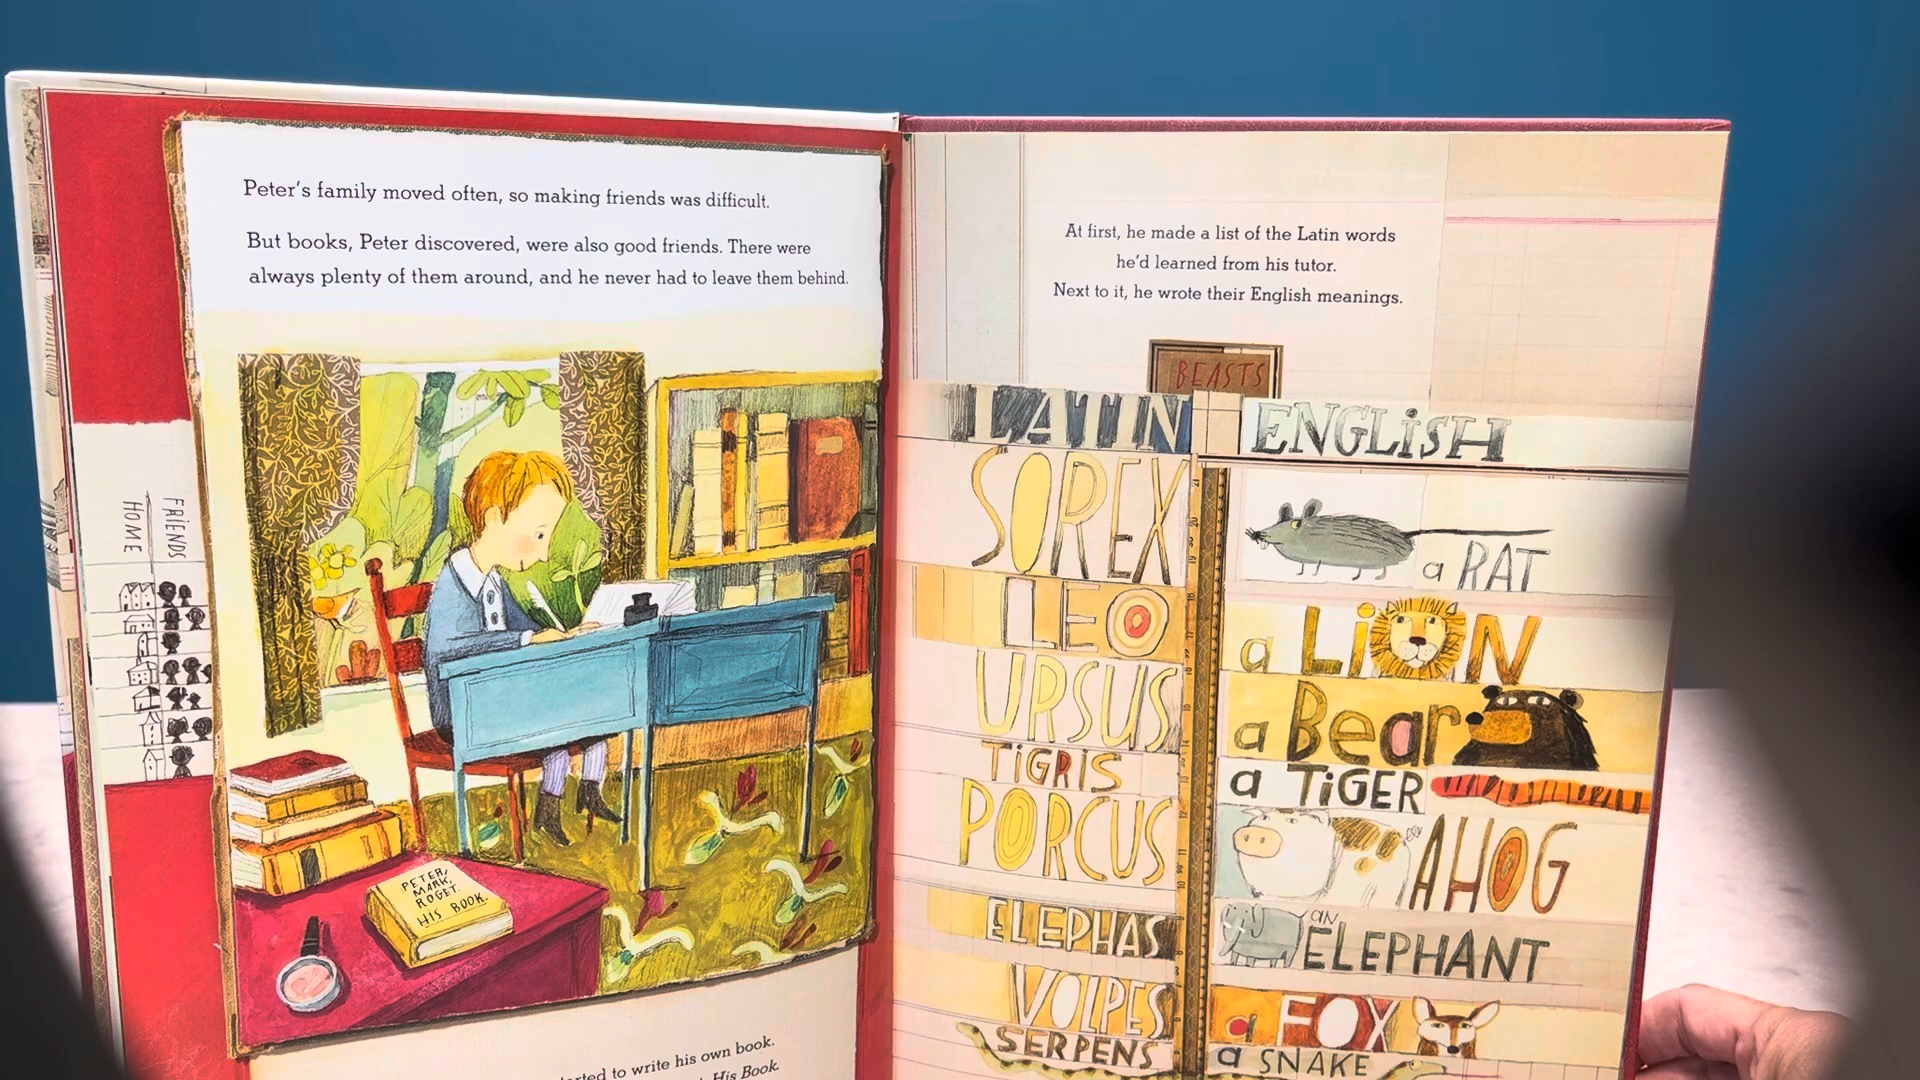 Peter's family moved often, so making friends was difficult.
But books, Peter discovered, were also good friends. There were
always plenty of them around, and he never had to leave them behind.
FRIENDS
HOME
PETER,
MARK,
ROGET.
HIS BOOK.
to write his own book.
His Book.
At first, he made a list of the Latin words
he'd learned from his tutor.
Next to it, he wrote their English meanings.
BEASTS
LATIN ENGLISH
SOREX a RAT
LEO a LION
URSUS a Bear
TIGRIS a TIGER
PORCUS A HOG
ELEPHAS AN ELEPHANT
VOLPES a FOX
SERPENS a SNAKE